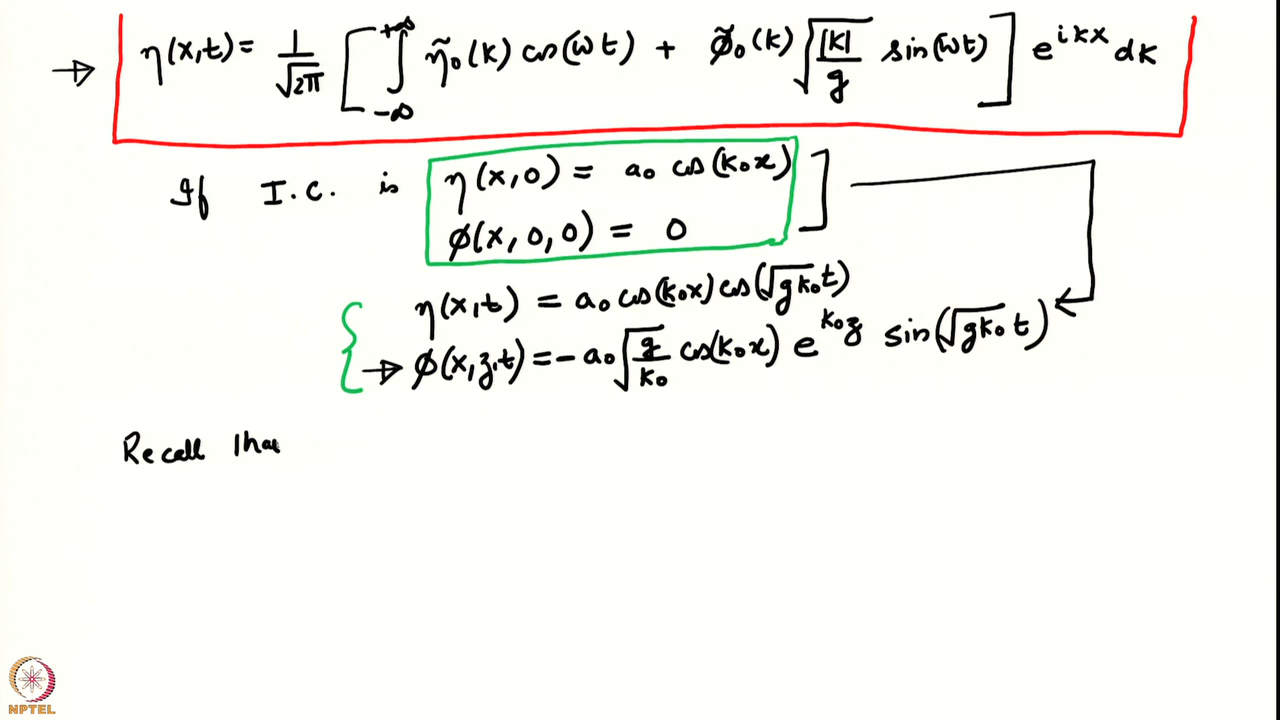 η(x,t) = 1/√2π [ ∫_{-∞}^{+∞} η̃₀(k) cos(ωt) + φ̃₀(k) √(|k|/g) sin(ωt) ] e^{ikx} dk
If I.C. is η(x,0) = a₀ cos(k₀x)
φ(x,0,0) = 0
η(x,t) = a₀ cos(k₀x) cos(√gk₀ t)
φ(x,z,t) = - a₀ √(g/k₀) cos(k₀x) e^{k₀z} sin(√gk₀ t)
Recall that
NPTEL